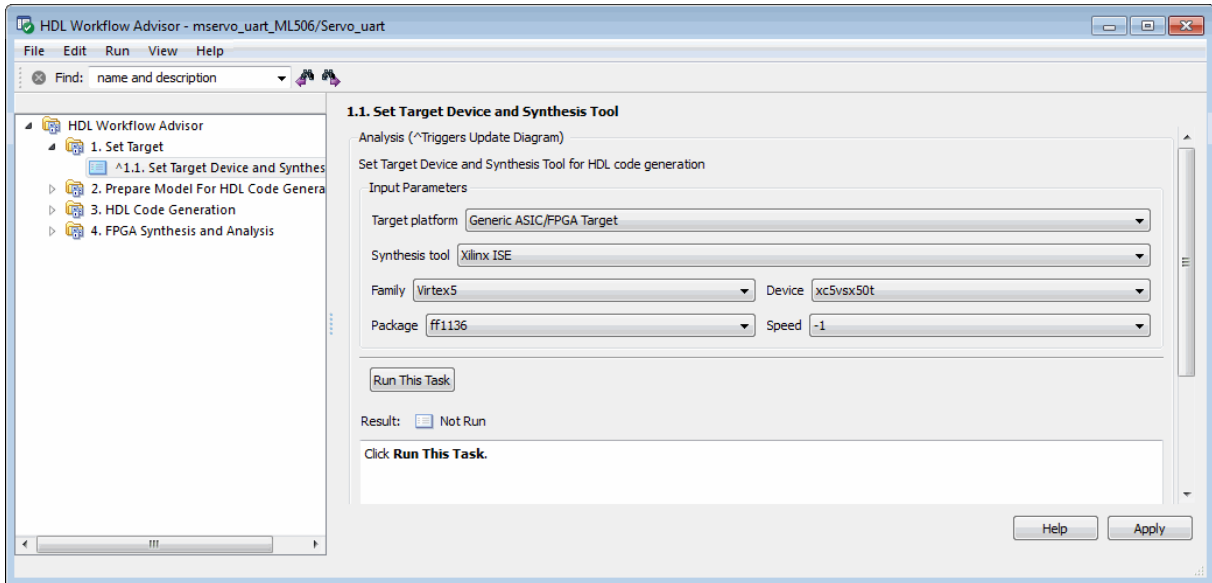 HDL Workflow Advisor - mservo_uart_ML506/Servo_uart
File Edit Run View Help
Find: name and description
HDL Workflow Advisor
1. Set Target
^1.1. Set Target Device and Synthes
2. Prepare Model For HDL Code Genera
3. HDL Code Generation
4. FPGA Synthesis and Analysis
1.1. Set Target Device and Synthesis Tool
Analysis (^Triggers Update Diagram)
Set Target Device and Synthesis Tool for HDL code generation
Input Parameters
Target platform Generic ASIC/FPGA Target
Synthesis tool Xilinx ISE
Family Virtex5 Device xc5vsx50t
Package ff1136 Speed -1
Run This Task
Result: Not Run
Click Run This Task.
Help Apply